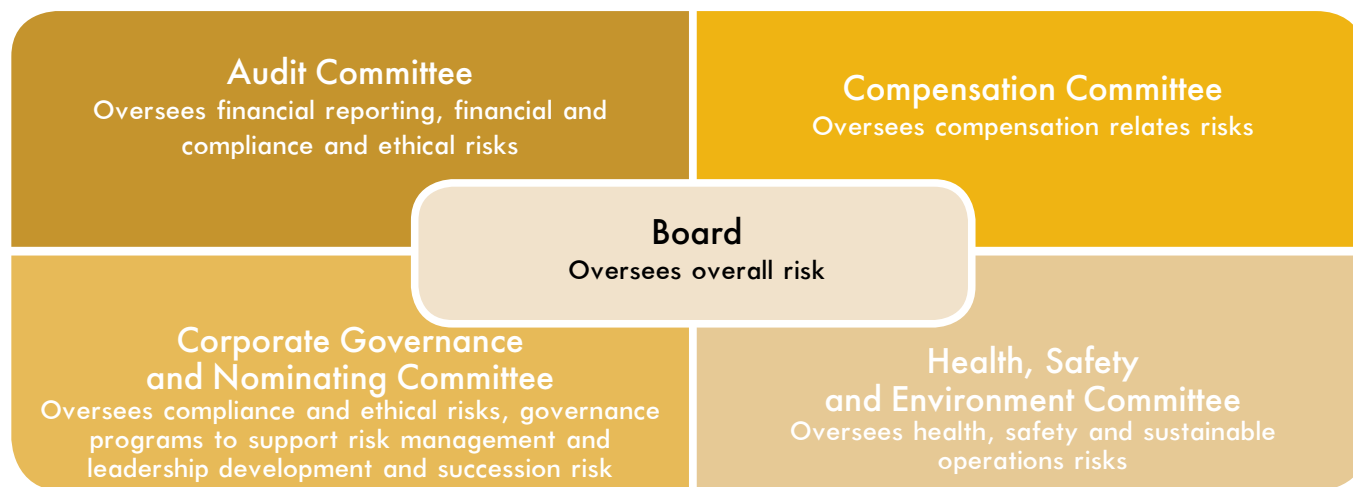 Audit Committee
Oversees financial reporting, financial and
compliance and ethical risks
Compensation Committee
Oversees compensation relates risks
Board
Oversees overall risk
Corporate Governance
and Nominating Committee
Oversees compliance and ethical risks, governance
programs to support risk management and
leadership development and succession risk
Health, Safety
and Environment Committee
Oversees health, safety and sustainable
operations risks